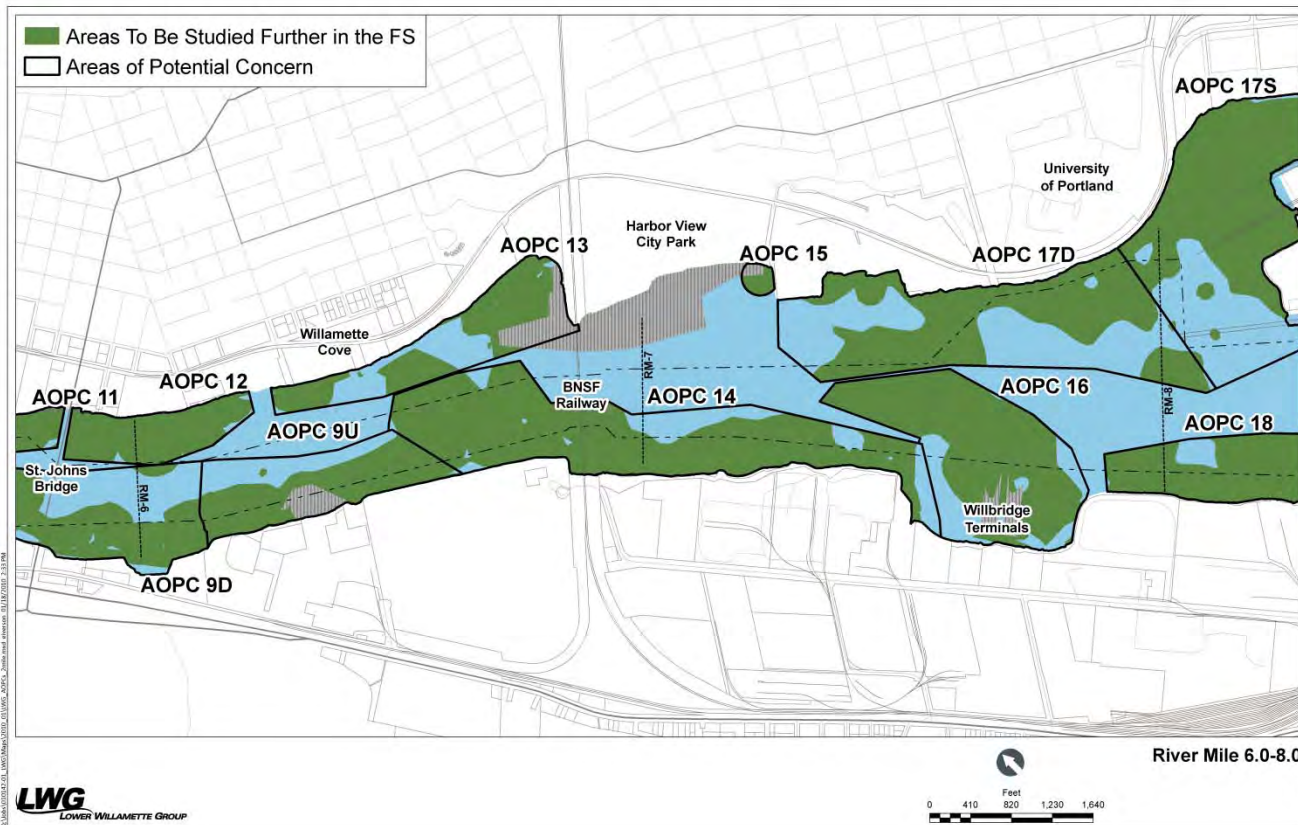 Areas To Be Studied Further in the FS
Areas of Potential Concern
AOPC 17S
University
of Portland
Harbor View
City Park
AOPC 13
AOPC 15
AOPC 17D
Willamette
Cove
AOPC 12
AOPC 11
RM-7
BNSF
Railway
AOPC 14
AOPC 16
RM-8
AOPC 18
AOPC 9U
St. Johns
Bridge
RM-6
Willbridge
Terminals
AOPC 9D
River Mile 6.0-8.0
Feet
0 410 820 1,230 1,640
LWG
LOWER WILLAMETTE GROUP